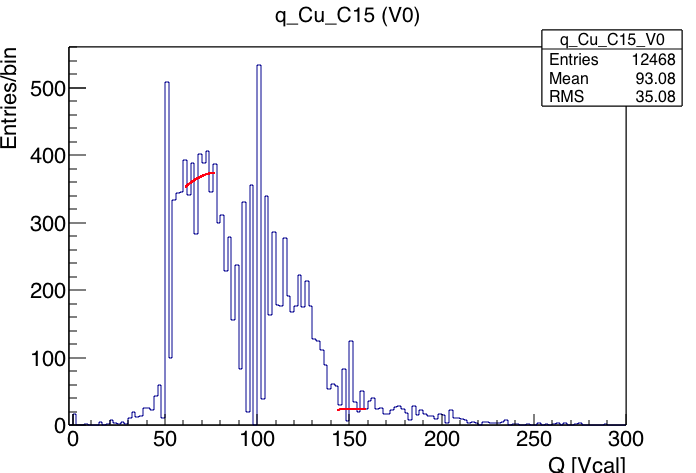 q_Cu_C15 (V0)
q_Cu_C15_V0
Entries 12468
Mean 93.08
RMS 35.08
Entries/bin
500
400
300
200
100
0
0 50 100 150 200 250 300
Q [Vcal]